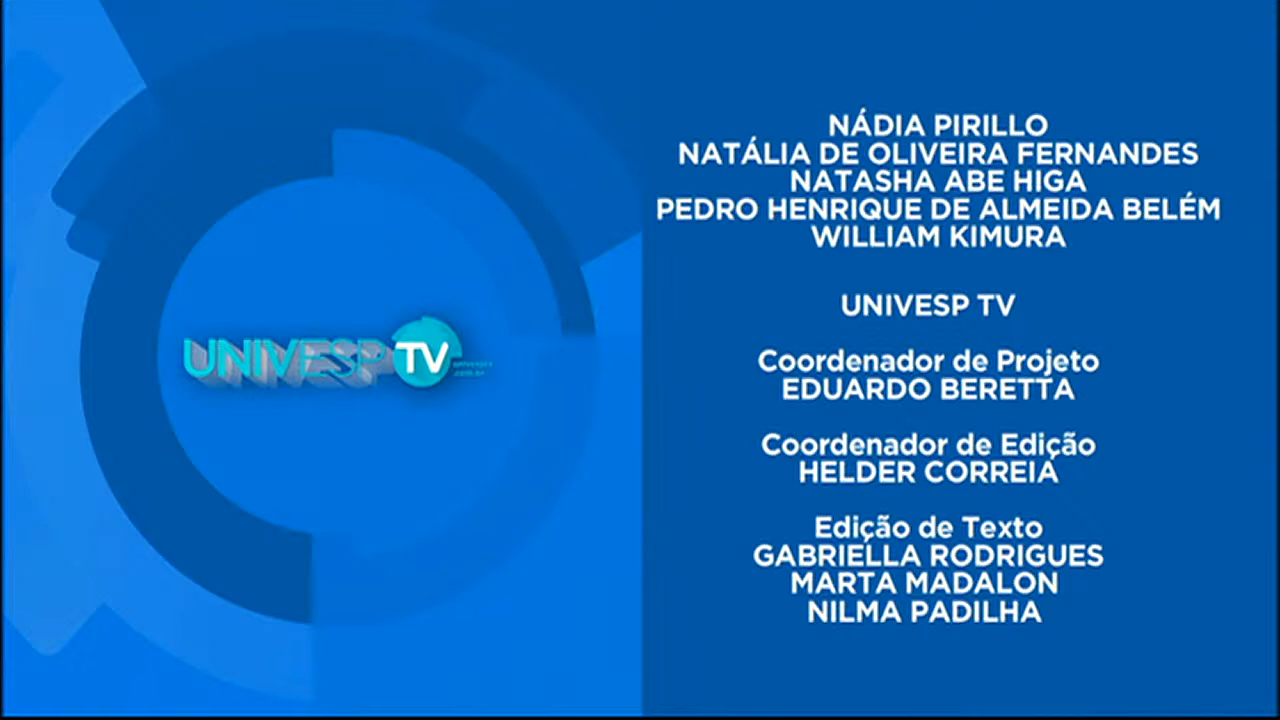 UNIVESP TV
.com.br
NÁDIA PIRILLO
NATÁLIA DE OLIVEIRA FERNANDES
NATASHA ABE HIGA
PEDRO HENRIQUE DE ALMEIDA BELÉM
WILLIAM KIMURA
UNIVESP TV
Coordenador de Projeto
EDUARDO BERETTA
Coordenador de Edição
HELDER CORREIA
Edição de Texto
GABRIELLA RODRIGUES
MARTA MADALON
NILMA PADILHA